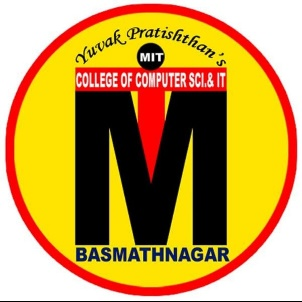 Yuvak Pratishthan's
MIT
COLLEGE OF COMPUTER SCI.& IT
M
BASMATHNAGAR